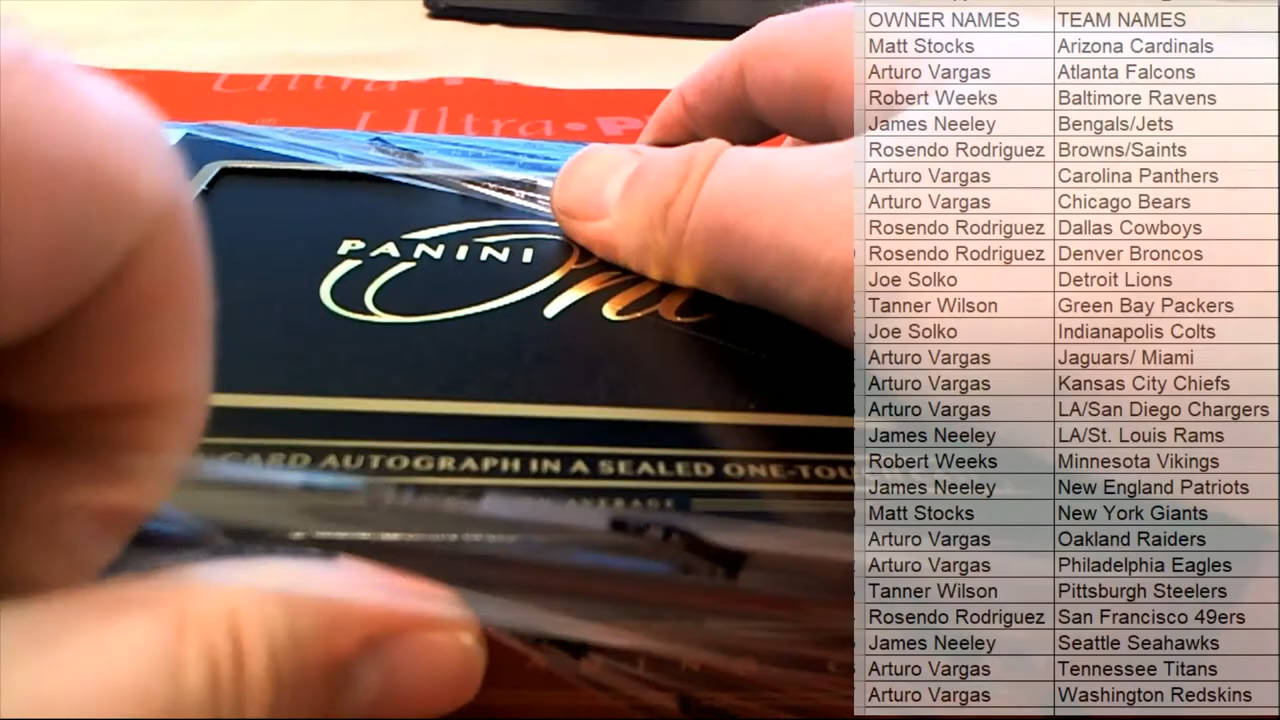 Ultra
Ultra • P
PANINI
One
CARD AUTOGRAPH IN A SEALED ONE-TOU
AVERAGE
OWNER NAMES TEAM NAMES
Matt Stocks Arizona Cardinals
Arturo Vargas Atlanta Falcons
Robert Weeks Baltimore Ravens
James Neeley Bengals/Jets
Rosendo Rodriguez Browns/Saints
Arturo Vargas Carolina Panthers
Arturo Vargas Chicago Bears
Rosendo Rodriguez Dallas Cowboys
Rosendo Rodriguez Denver Broncos
Joe Solko Detroit Lions
Tanner Wilson Green Bay Packers
Joe Solko Indianapolis Colts
Arturo Vargas Jaguars/ Miami
Arturo Vargas Kansas City Chiefs
Arturo Vargas LA/San Diego Chargers
James Neeley LA/St. Louis Rams
Robert Weeks Minnesota Vikings
James Neeley New England Patriots
Matt Stocks New York Giants
Arturo Vargas Oakland Raiders
Arturo Vargas Philadelphia Eagles
Tanner Wilson Pittsburgh Steelers
Rosendo Rodriguez San Francisco 49ers
James Neeley Seattle Seahawks
Arturo Vargas Tennessee Titans
Arturo Vargas Washington Redskins